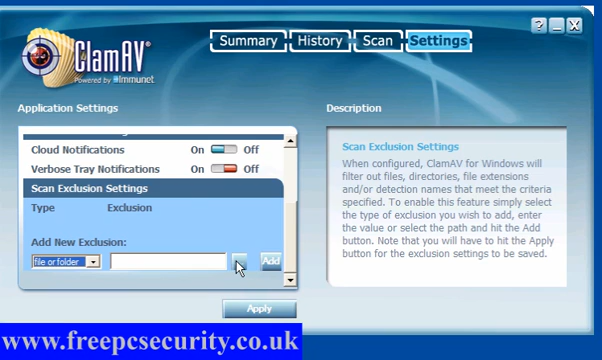 ClamAV®
Powered by Immunet
Summary
History
Scan
Settings
?
Application Settings
Cloud Notifications On Off
Verbose Tray Notifications On Off
Scan Exclusion Settings
Type Exclusion
Add New Exclusion:
file or folder
Add
Apply
Description
Scan Exclusion Settings
When configured, ClamAV for Windows will
filter out files, directories, file extensions
and/or detection names that meet the criteria
specified. To enable this feature simply select
the type of exclusion you wish to add, enter
the value or select the path and hit the Add
button. Note that you will have to hit the Apply
button for the exclusion settings to be saved.
www.freepcsecurity.co.uk